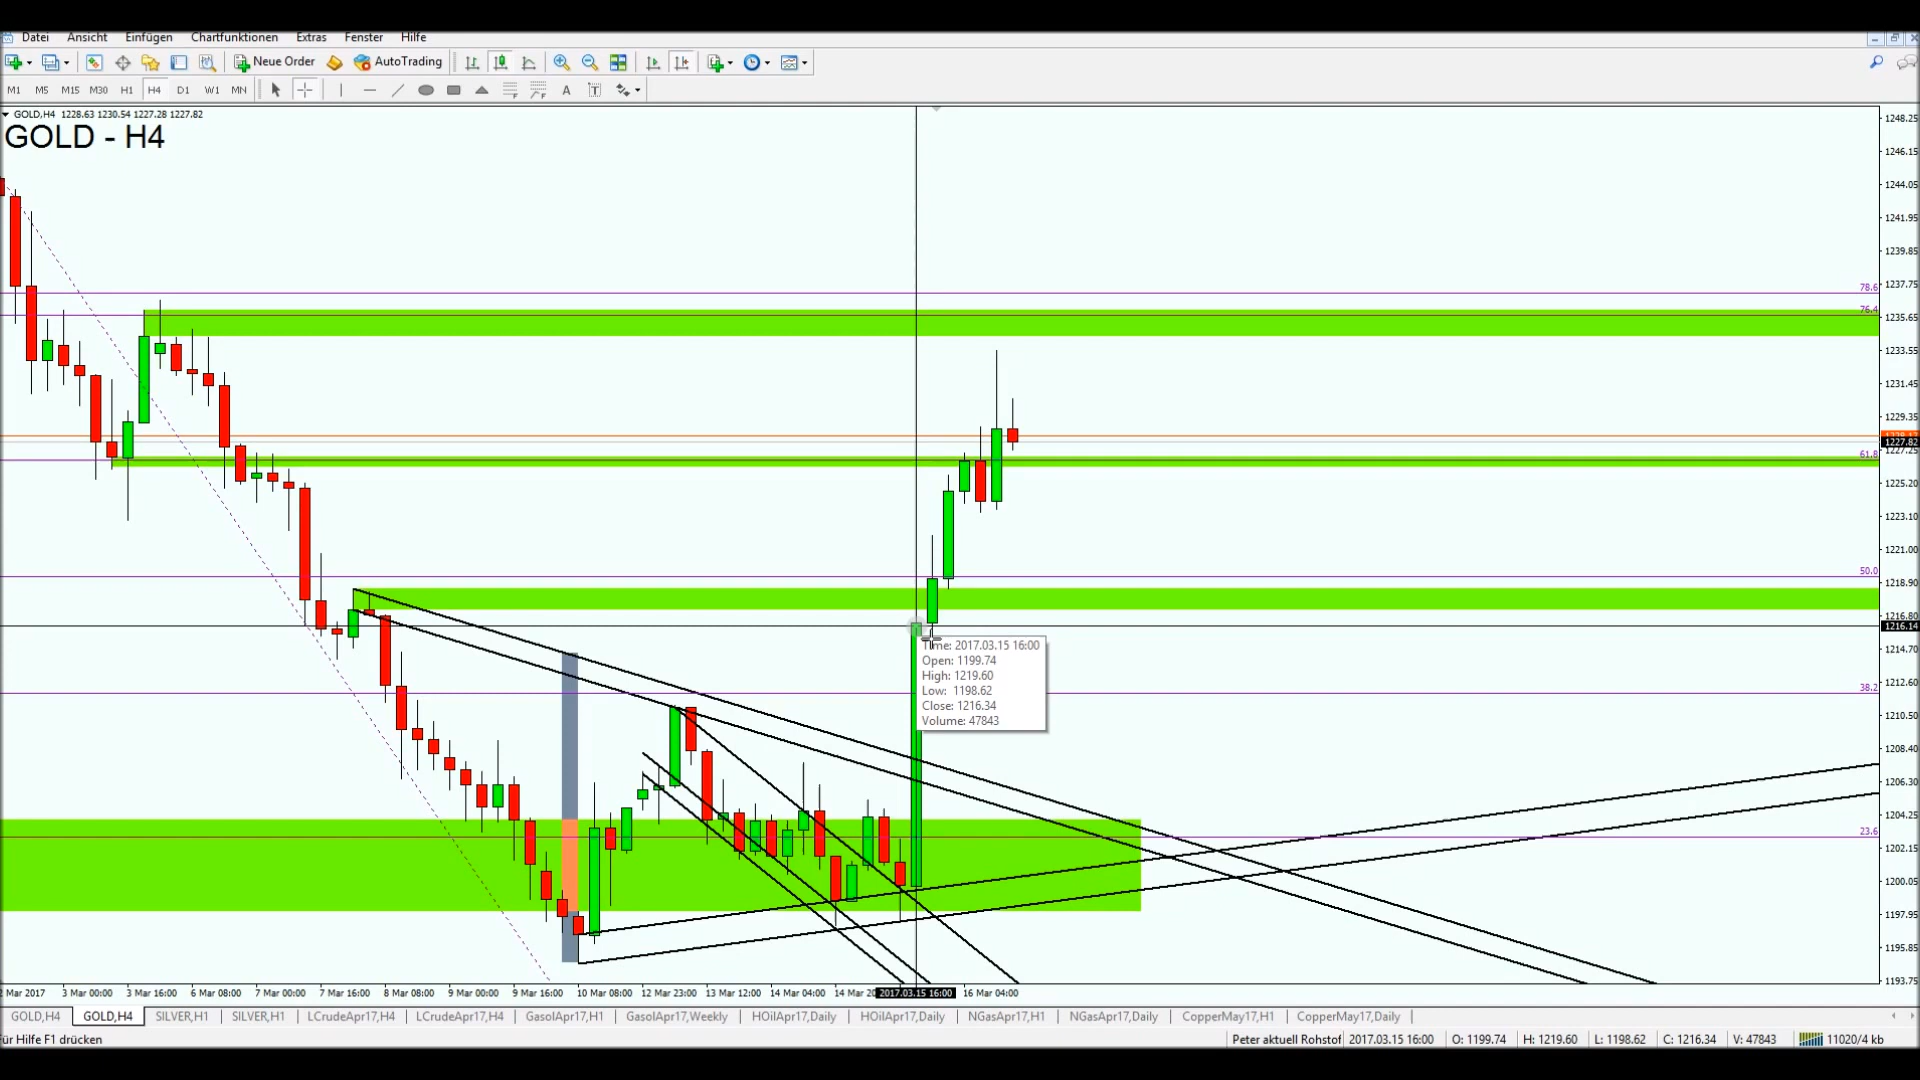 Datei Ansicht Einfügen Chartfunktionen Extras Fenster Hilfe
Neue Order AutoTrading
M1 M5 M15 M30 H1 H4 D1 W1 MN A T
GOLD,H4 1228.63 1230.54 1227.28 1227.82
GOLD - H4
1248.25
1246.15
1244.05
1241.95
1239.85
1237.75
78.6
76.4
1235.65
1233.55
1231.45
1229.35
1227.82
1227.25
61.8
1225.20
1223.10
1221.00
50.0
1218.90
1216.80
1216.14
1214.70
1212.60
38.2
1210.50
1208.40
1206.30
1204.25
23.6
1202.15
1200.05
1197.95
1195.85
1193.75
Time: 2017.03.15 16:00
Open: 1199.74
High: 1219.60
Low: 1198.62
Close: 1216.34
Volume: 47843
Mar 2017 3 Mar 00:00 3 Mar 16:00 6 Mar 08:00 7 Mar 00:00 7 Mar 16:00 8 Mar 08:00 9 Mar 00:00 9 Mar 16:00 10 Mar 08:00 12 Mar 23:00 13 Mar 12:00 14 Mar 04:00 14 Mar 20 2017.03.15 16:00 16 Mar 04:00
GOLD,H4 GOLD,H4 SILVER,H1 SILVER,H1 LCrudeApr17,H4 LCrudeApr17,H4 GasolApr17,H1 GasolApr17,Weekly HOilApr17,Daily HOilApr17,Daily NGasApr17,H1 NGasApr17,Daily CopperMay17,H1 CopperMay17,Daily
ür Hilfe F1 drücken Peter aktuell Rohstof 2017.03.15 16:00 O: 1199.74 H: 1219.60 L: 1198.62 C: 1216.34 V: 47843 11020/4 kb